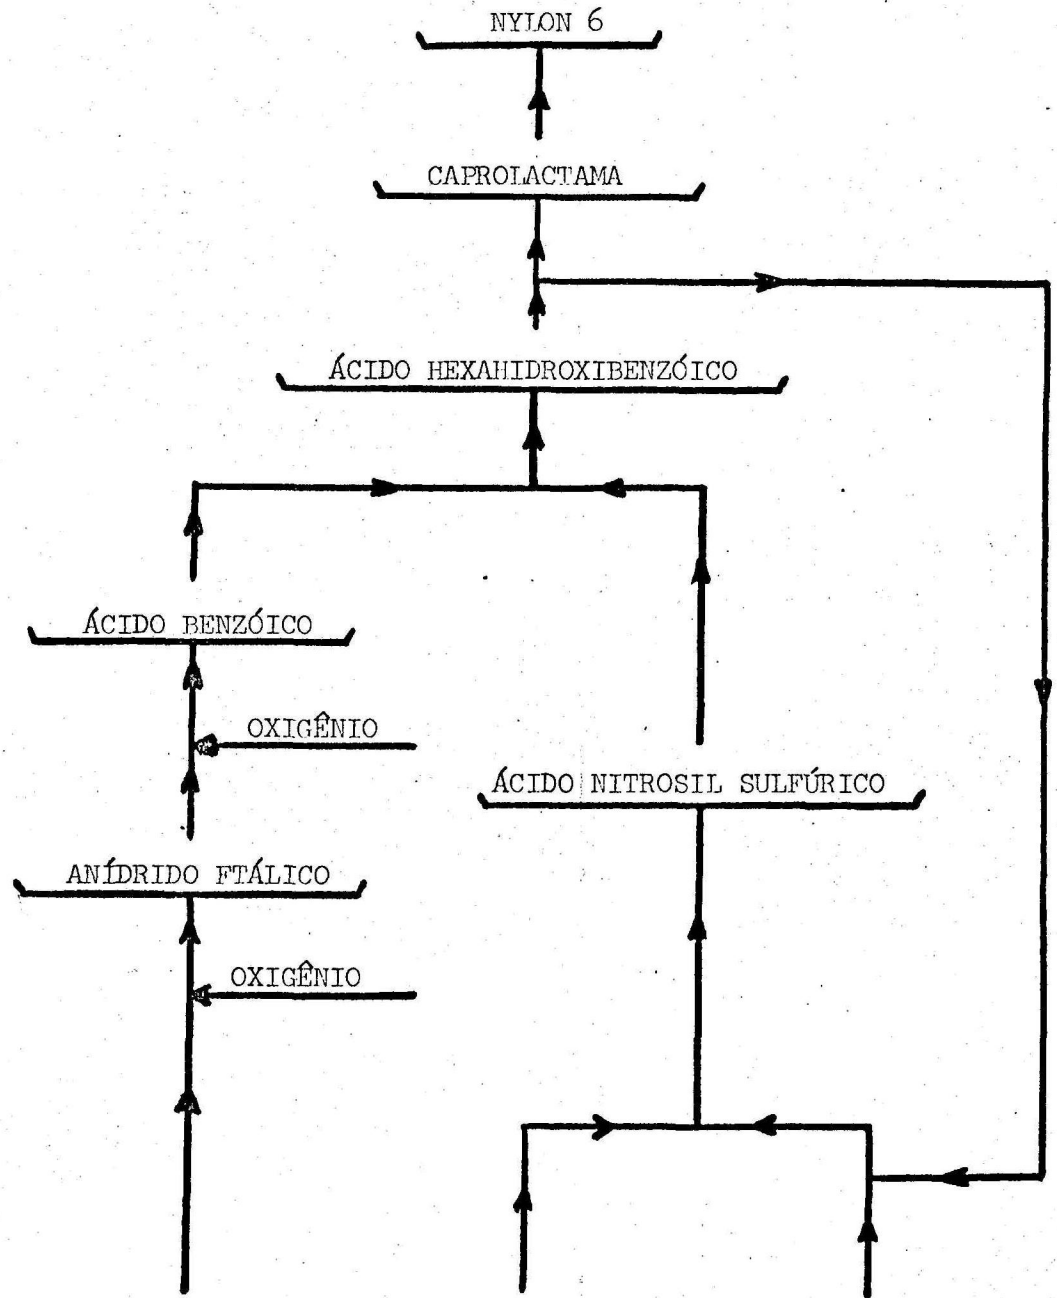 NYLON 6
CAPROLACTAMA
ÁCIDO HEXAHIDROXIBENZÓICO
ÁCIDO BENZÓICO
OXIGÊNIO
ÁCIDO NITROSIL SULFÚRICO
ANÍDRIDO FTÁLICO
OXIGÊNIO